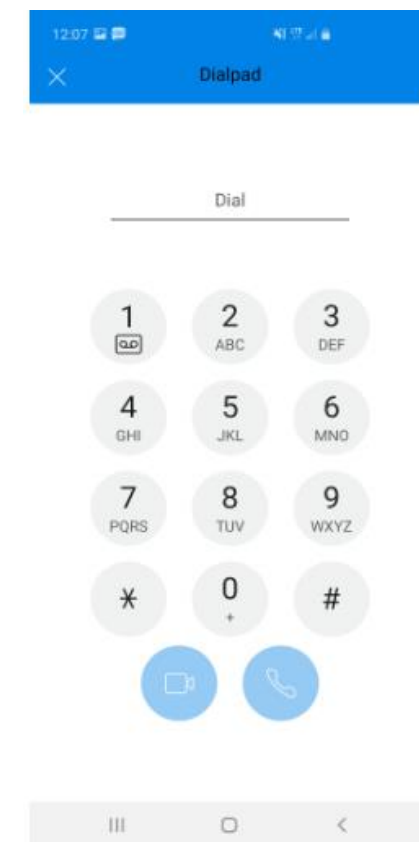 12:07
Dialpad
Dial
1 2 3
ABC DEF
4 5 6
GHI JKL MNO
7 8 9
PQRS TUV WXYZ
* 0 #
+